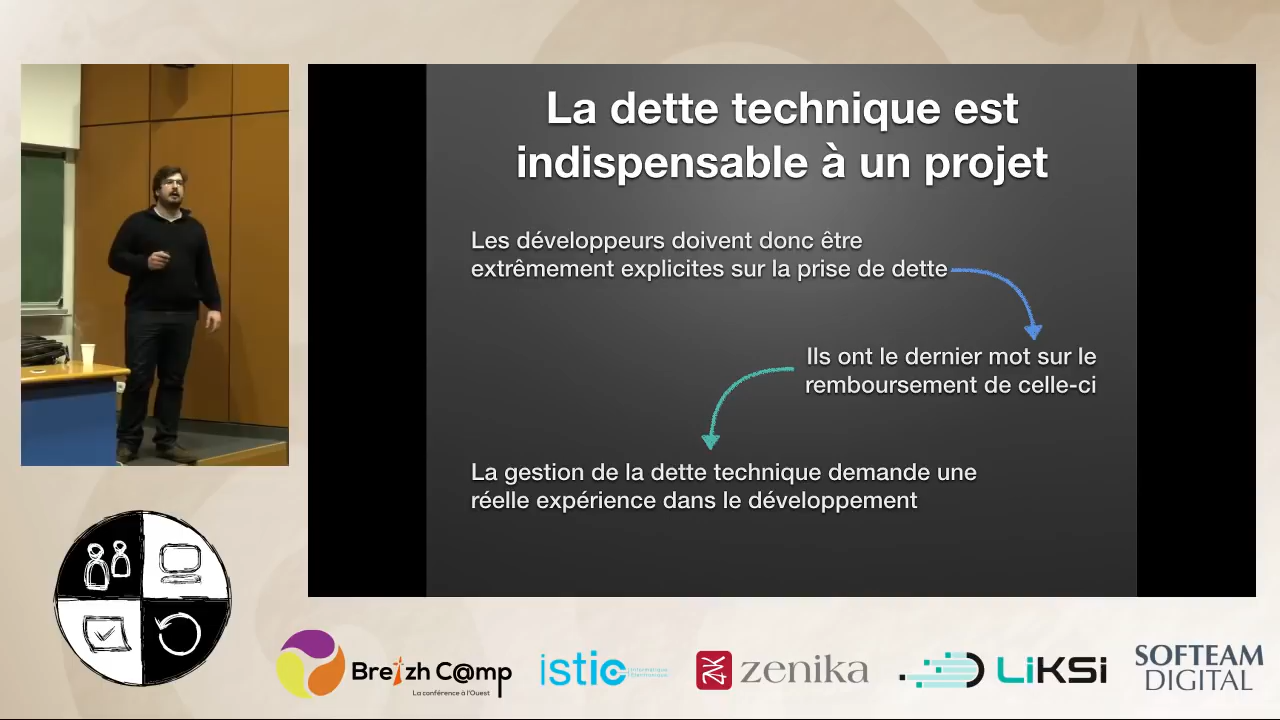 La dette technique est
indispensable à un projet
Les développeurs doivent donc être
extrêmement explicites sur la prise de dette
Ils ont le dernier mot sur le
remboursement de celle-ci
La gestion de la dette technique demande une
réelle expérience dans le développement
Breizh C@mp
La conférence à l'Ouest
istic
Informatique
Électronique
zenika
LiKSi
SOFTEAM
DIGITAL